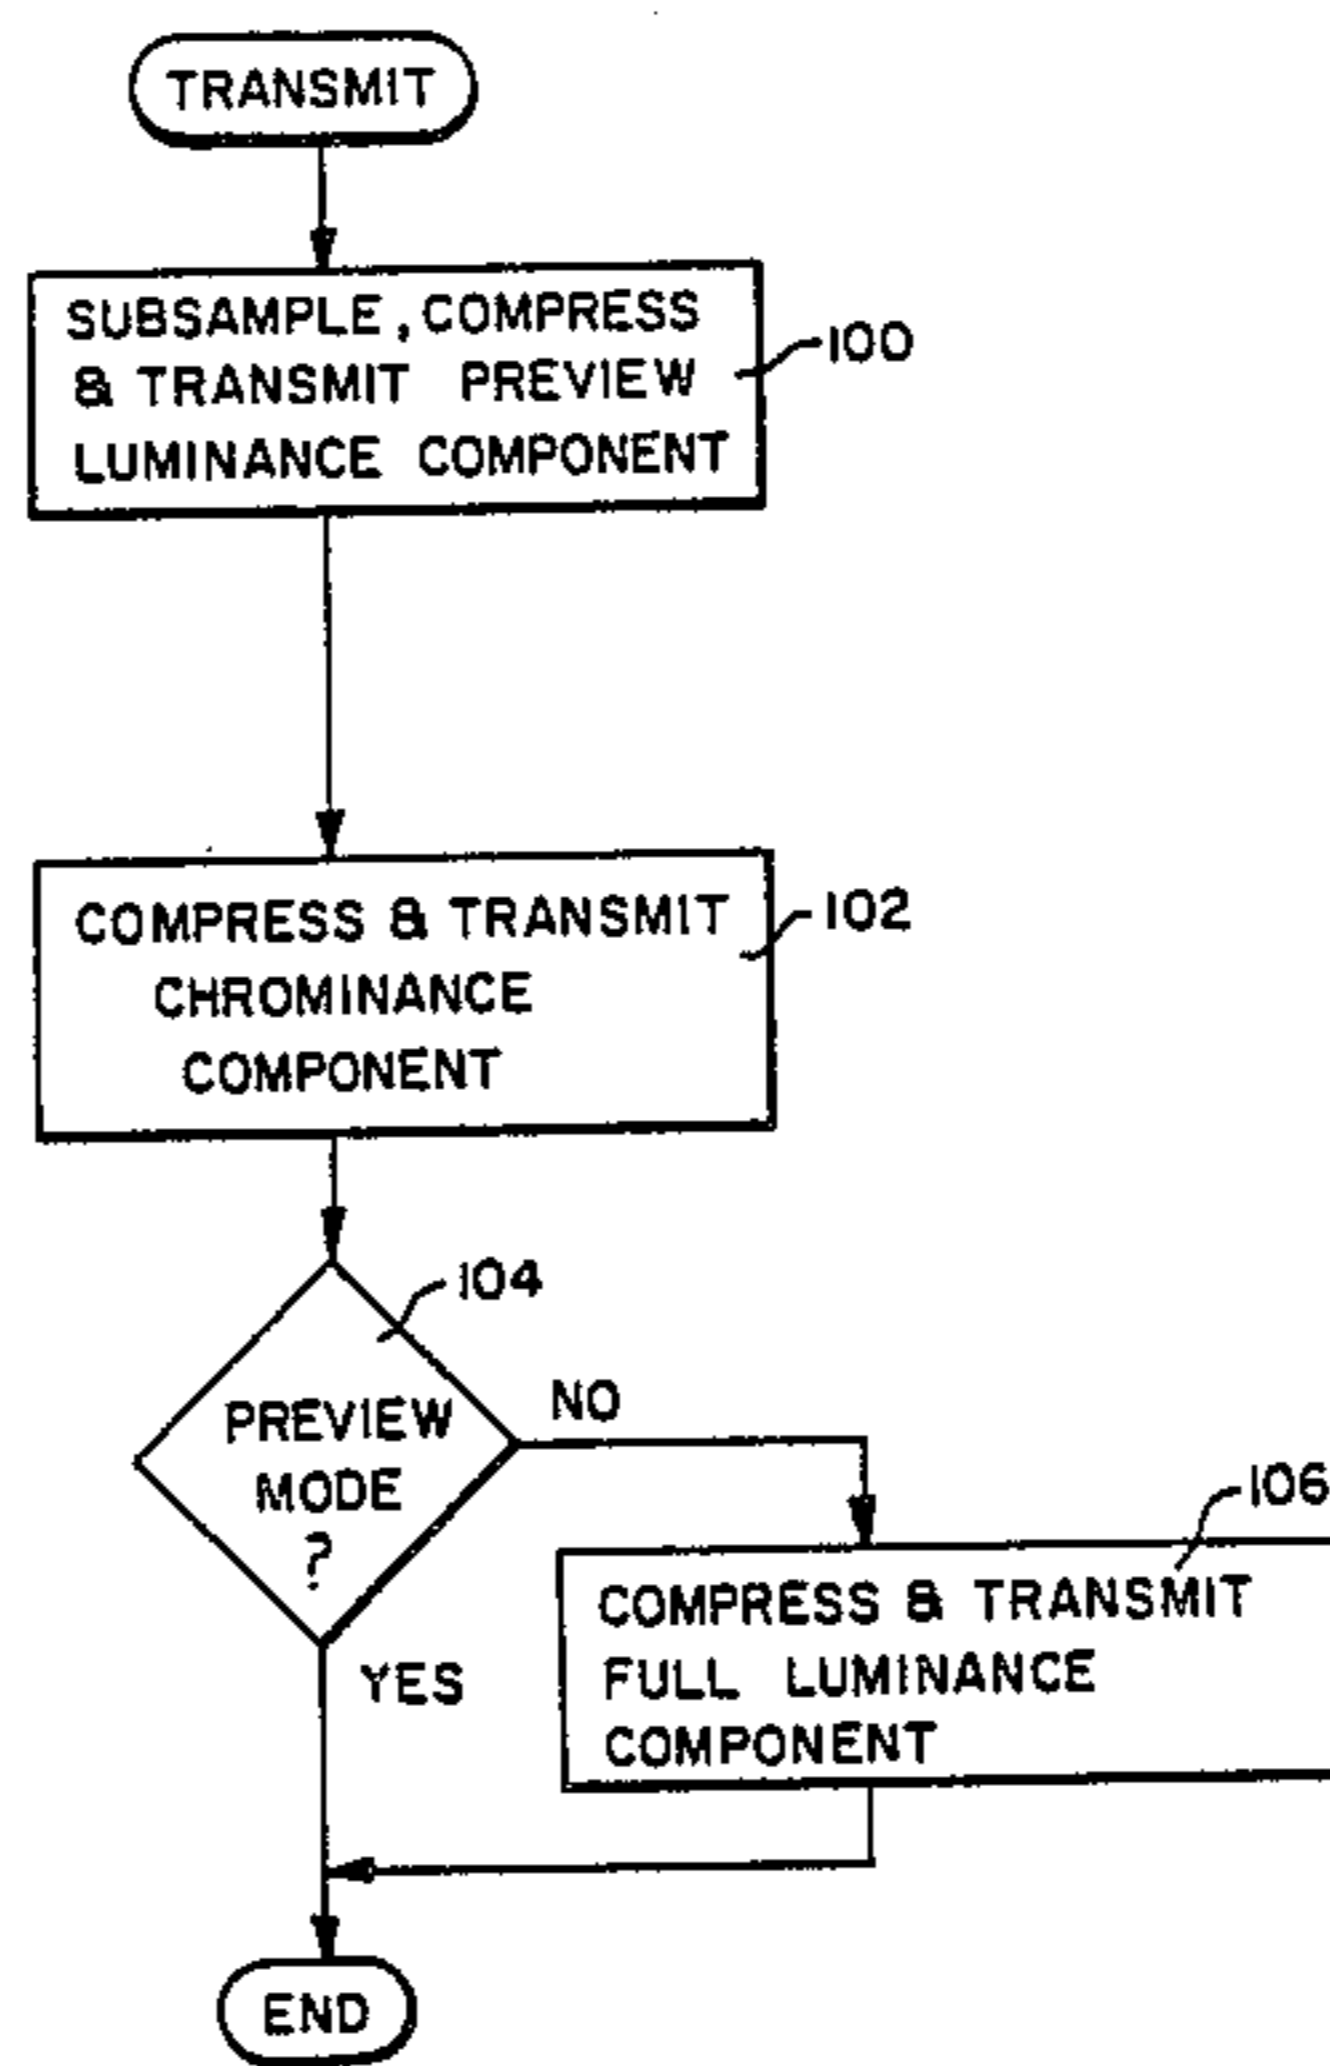 TRANSMIT
SUBSAMPLE, COMPRESS
& TRANSMIT PREVIEW
LUMINANCE COMPONENT
100
COMPRESS & TRANSMIT
CHROMINANCE
COMPONENT
102
104
PREVIEW
MODE
?
NO
YES
106
COMPRESS & TRANSMIT
FULL LUMINANCE
COMPONENT
END